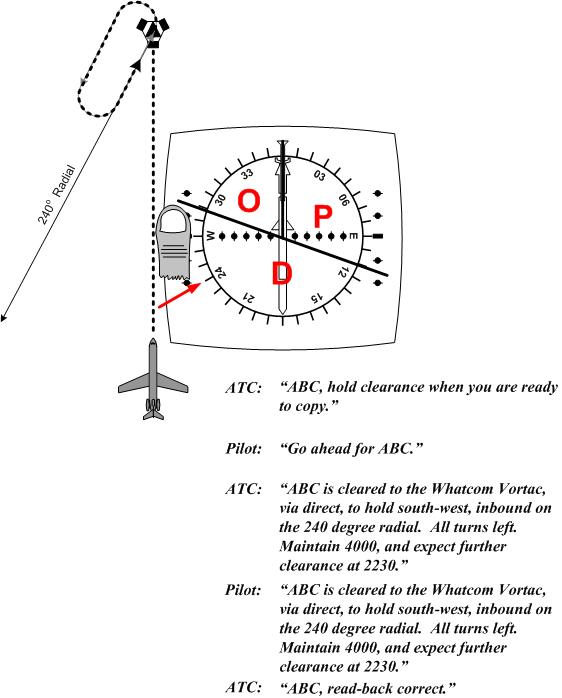 240° Radial
O
P
D
33
03
30
06
W
E
24
12
21
15
ATC: “ABC, hold clearance when you are ready
to copy.”
Pilot: “Go ahead for ABC.”
ATC: “ABC is cleared to the Whatcom Vortac,
via direct, to hold south-west, inbound on
the 240 degree radial. All turns left.
Maintain 4000, and expect further
clearance at 2230.”
Pilot: “ABC is cleared to the Whatcom Vortac,
via direct, to hold south-west, inbound on
the 240 degree radial. All turns left.
Maintain 4000, and expect further
clearance at 2230.”
ATC: “ABC, read-back correct.”